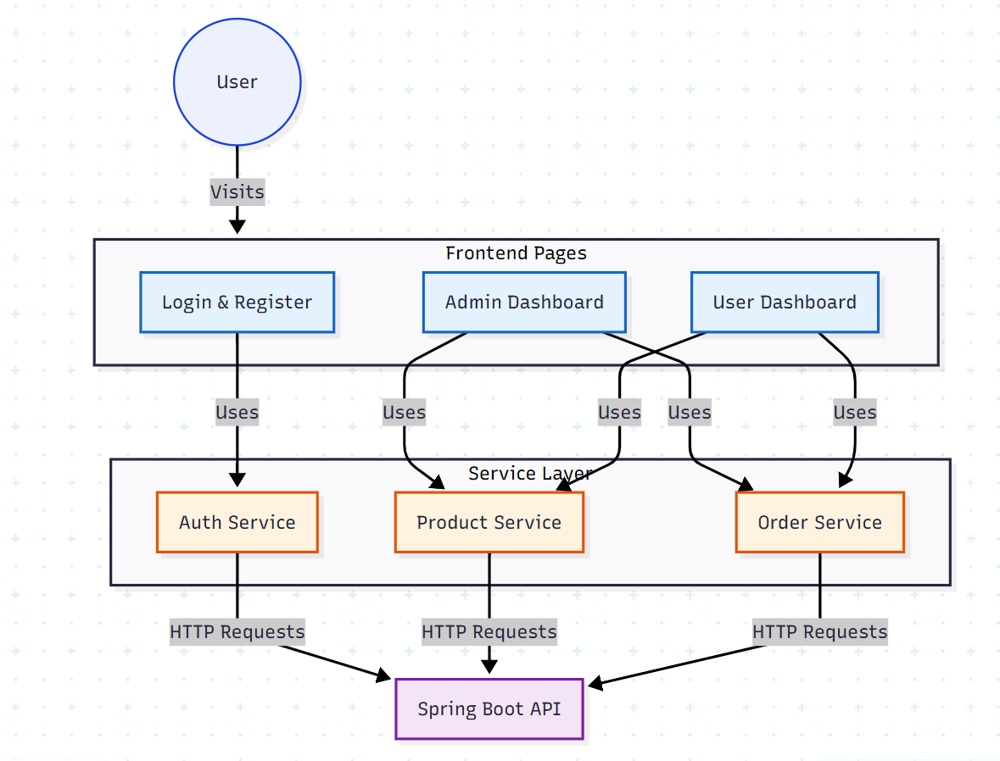 User
Visits
Frontend Pages
Login & Register
Admin Dashboard
User Dashboard
Uses
Uses
Uses
Uses
Uses
Service Layer
Auth Service
Product Service
Order Service
HTTP Requests
HTTP Requests
HTTP Requests
Spring Boot API